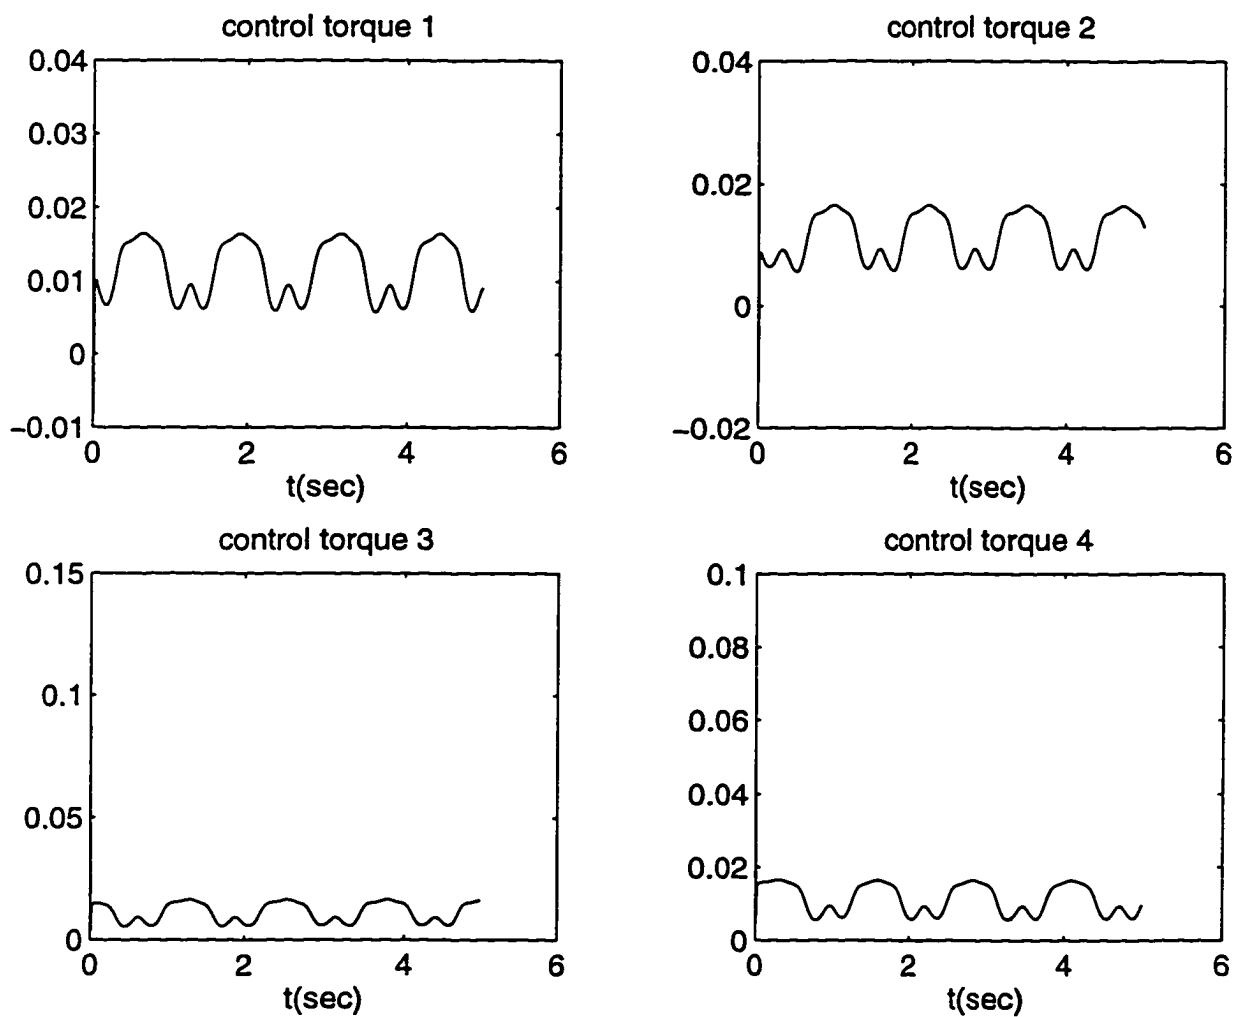 control torque 1
0.04
0.03
0.02
0.01
0
−0.01
0 2 4 6
t(sec)
control torque 2
0.04
0.02
0
−0.02
0 2 4 6
t(sec)
control torque 3
0.15
0.1
0.05
0
0 2 4 6
t(sec)
control torque 4
0.1
0.08
0.06
0.04
0.02
0
0 2 4 6
t(sec)